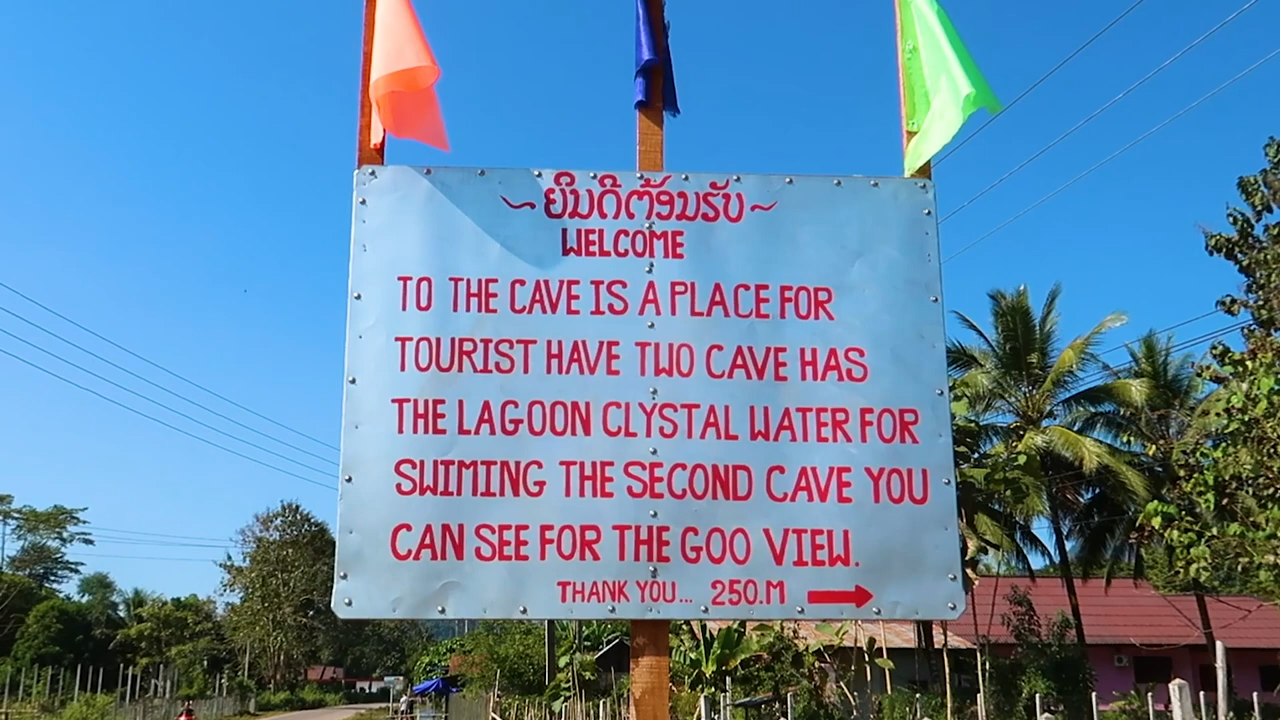 ~ຍິນດີຕ້ອນຮັບ~
WELCOME
TO THE CAVE IS A PLACE FOR
TOURIST HAVE TWO CAVE HAS
THE LAGOON CLYSTAL WATER FOR
SWIMING THE SECOND CAVE YOU
CAN SEE FOR THE GOO VIEW.
THANK YOU... 250.M →